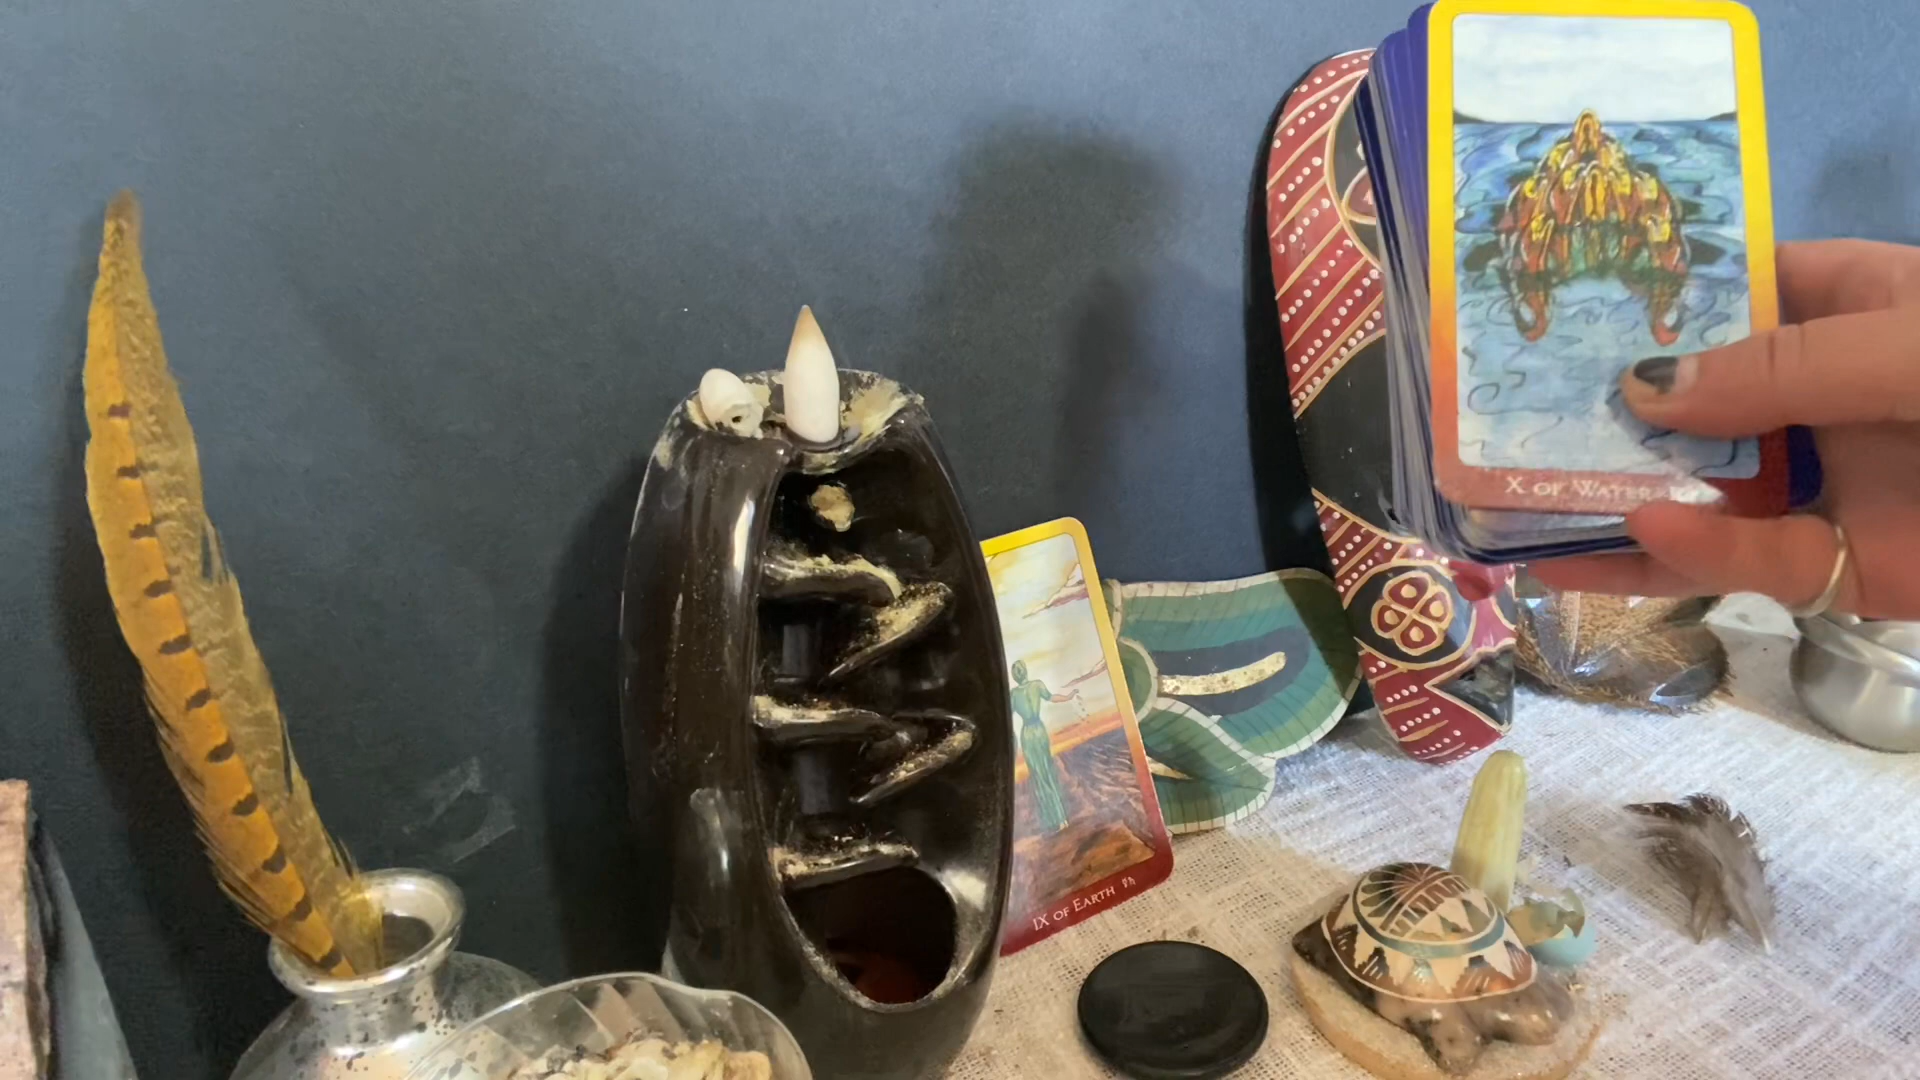 X OF WATER
IX OF EARTH ♇♄